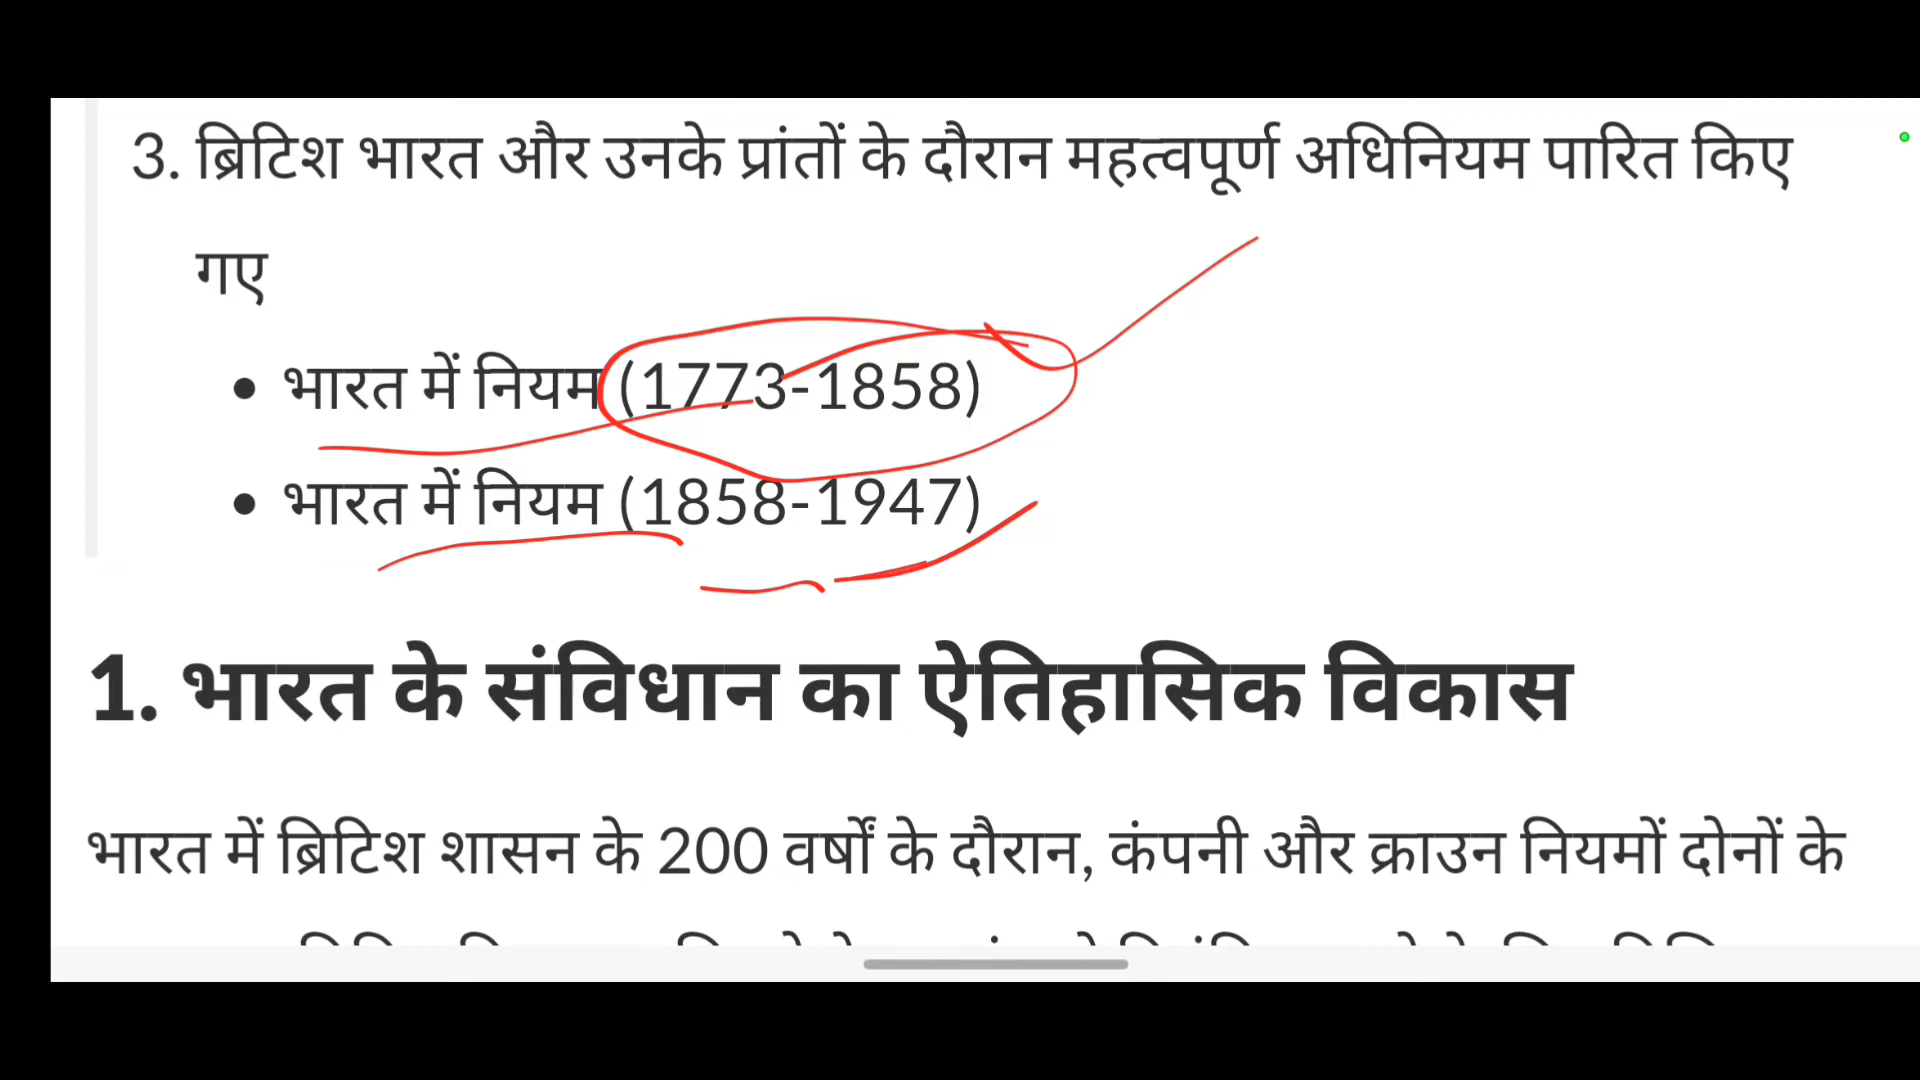 3. ब्रिटिश भारत और उनके प्रांतों के दौरान महत्वपूर्ण अधिनियम पारित किए
गए
• भारत में नियम (1773-1858)
• भारत में नियम (1858-1947)
1. भारत के संविधान का ऐतिहासिक विकास
भारत में ब्रिटिश शासन के 200 वर्षों के दौरान, कंपनी और क्राउन नियमों दोनों के